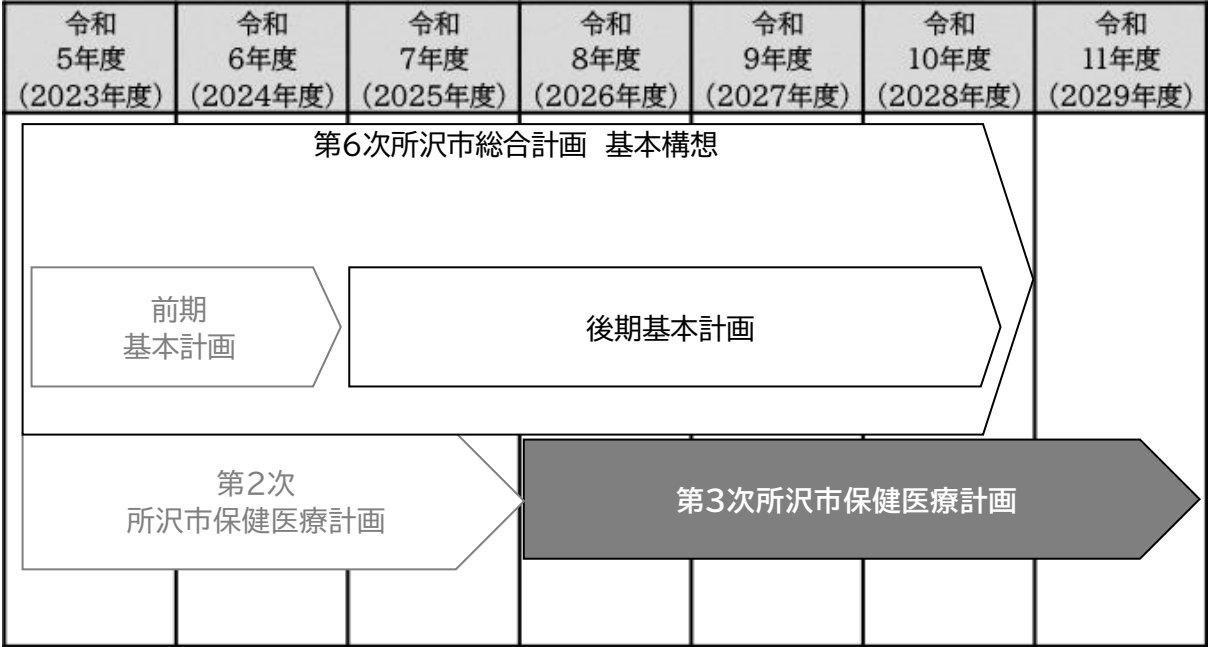 令和
5年度
(2023年度)
令和
6年度
(2024年度)
令和
7年度
(2025年度)
令和
8年度
(2026年度)
令和
9年度
(2027年度)
令和
10年度
(2028年度)
令和
11年度
(2029年度)
第6次所沢市総合計画 基本構想
前期
基本計画
後期基本計画
第2次
所沢市保健医療計画
第3次所沢市保健医療計画